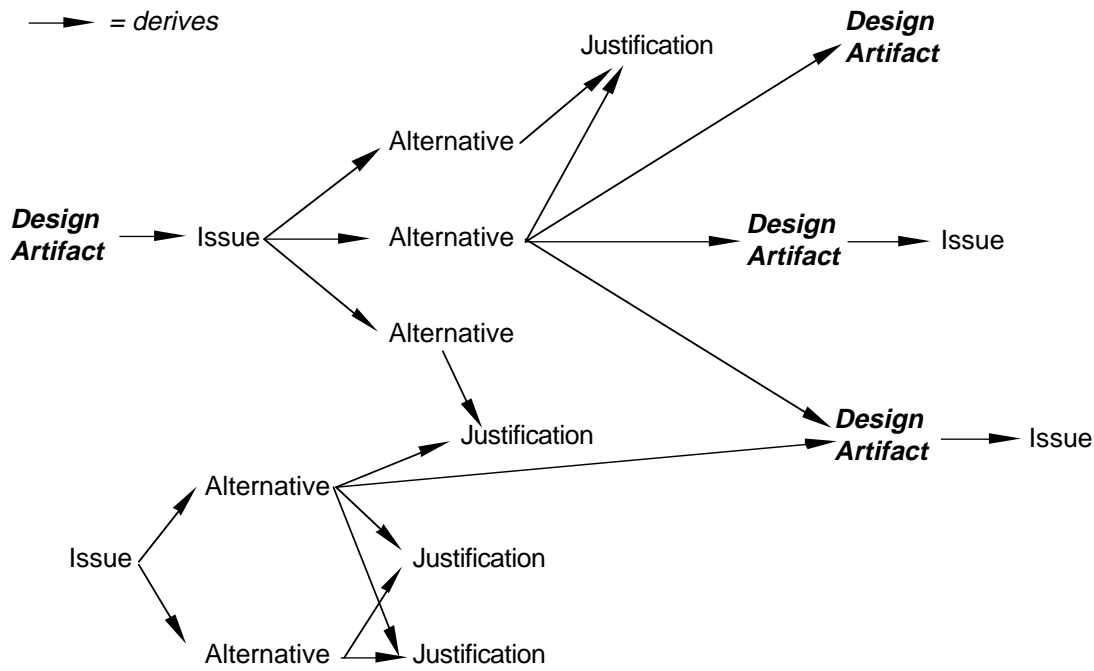 = derives
Design
Artifact
Justification
Alternative
Design
Artifact
Issue
Alternative
Design
Artifact
Issue
Alternative
Justification
Design
Artifact
Issue
Alternative
Issue
Justification
Alternative
Justification